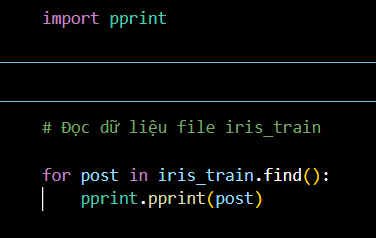 import pprint
# Đọc dữ liệu file iris_train
for post in iris_train.find():
    pprint.pprint(post)